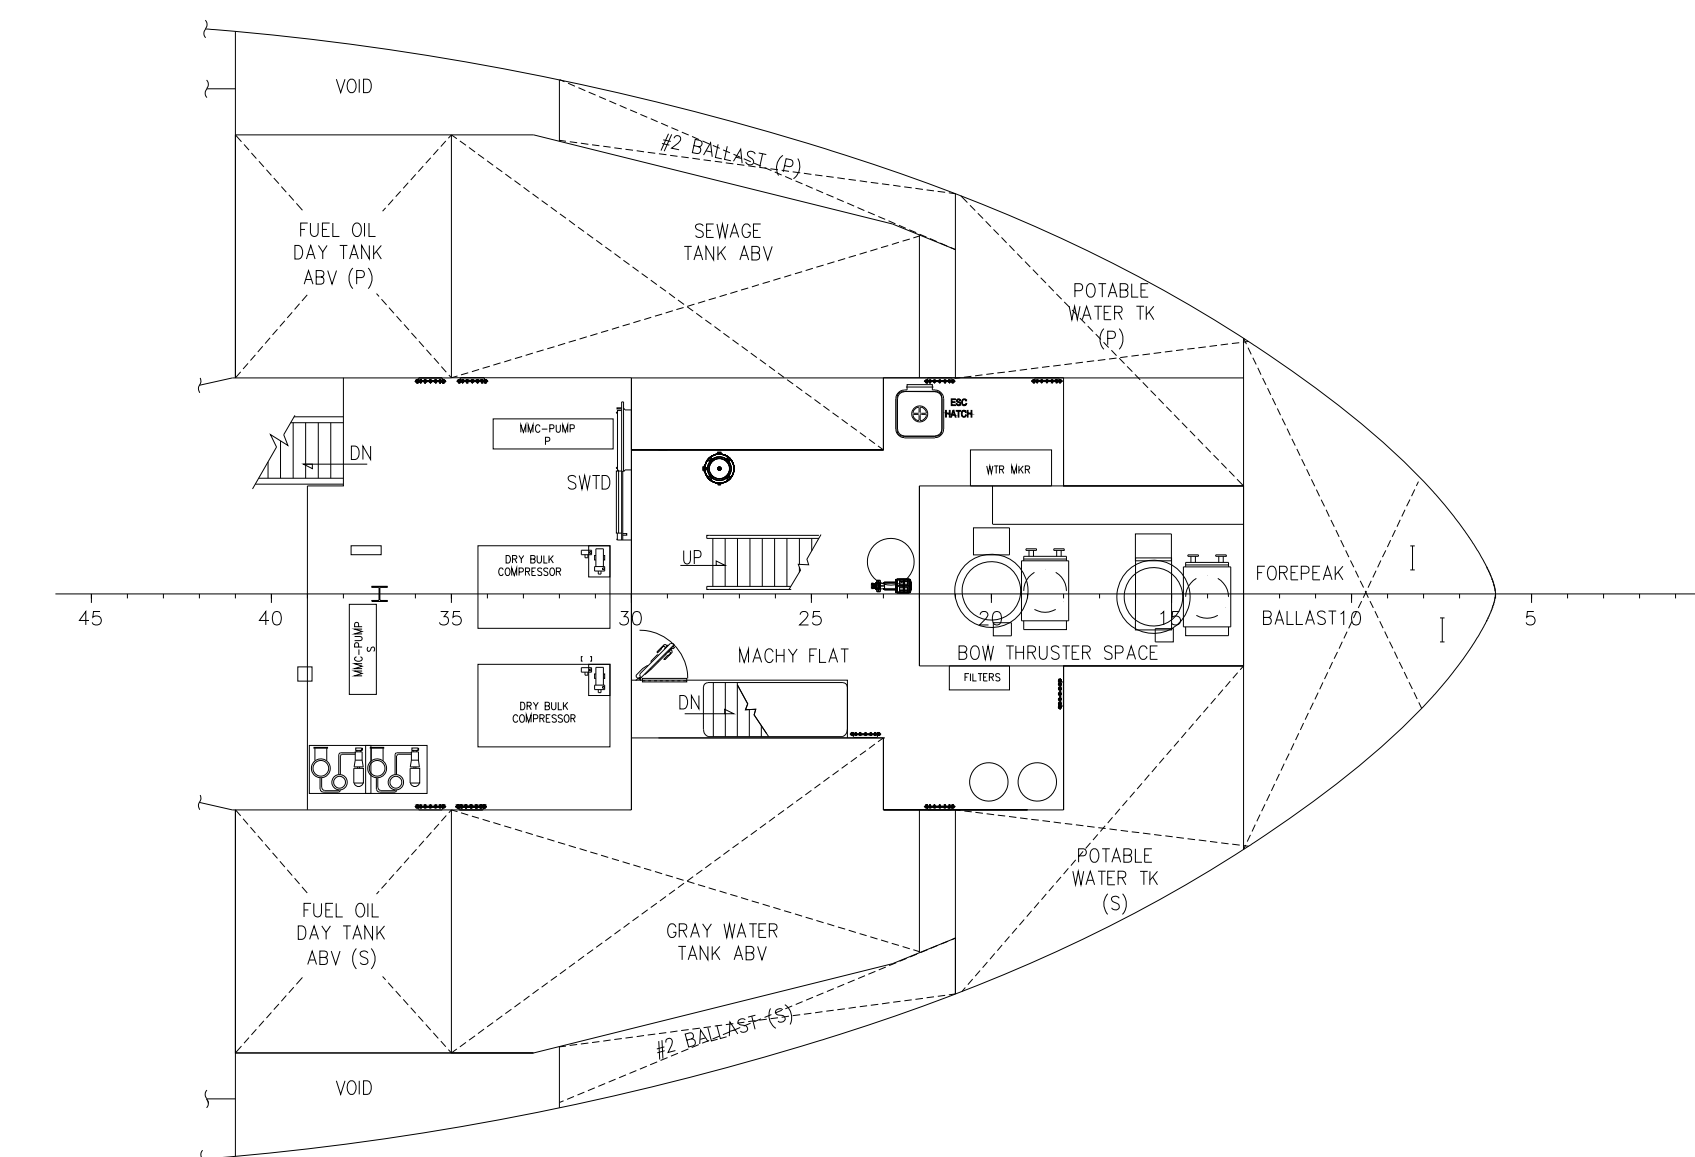 VOID
#2 BALLAST (P)
FUEL OIL
DAY TANK
ABV (P)
SEWAGE
TANK ABV
POTABLE
WATER TK
(P)
ESC
HATCH
MMC-PUMP
P
DN
SWTD
WTR MKR
UP
DRY BULK
COMPRESSOR
FOREPEAK
BALLAST
45
40
35
30
25
20
15
10
5
MMC-PUMP
S
MACHY FLAT
BOW THRUSTER SPACE
FILTERS
DN
DRY BULK
COMPRESSOR
POTABLE
WATER TK
(S)
FUEL OIL
DAY TANK
ABV (S)
GRAY WATER
TANK ABV
#2 BALLAST (S)
VOID